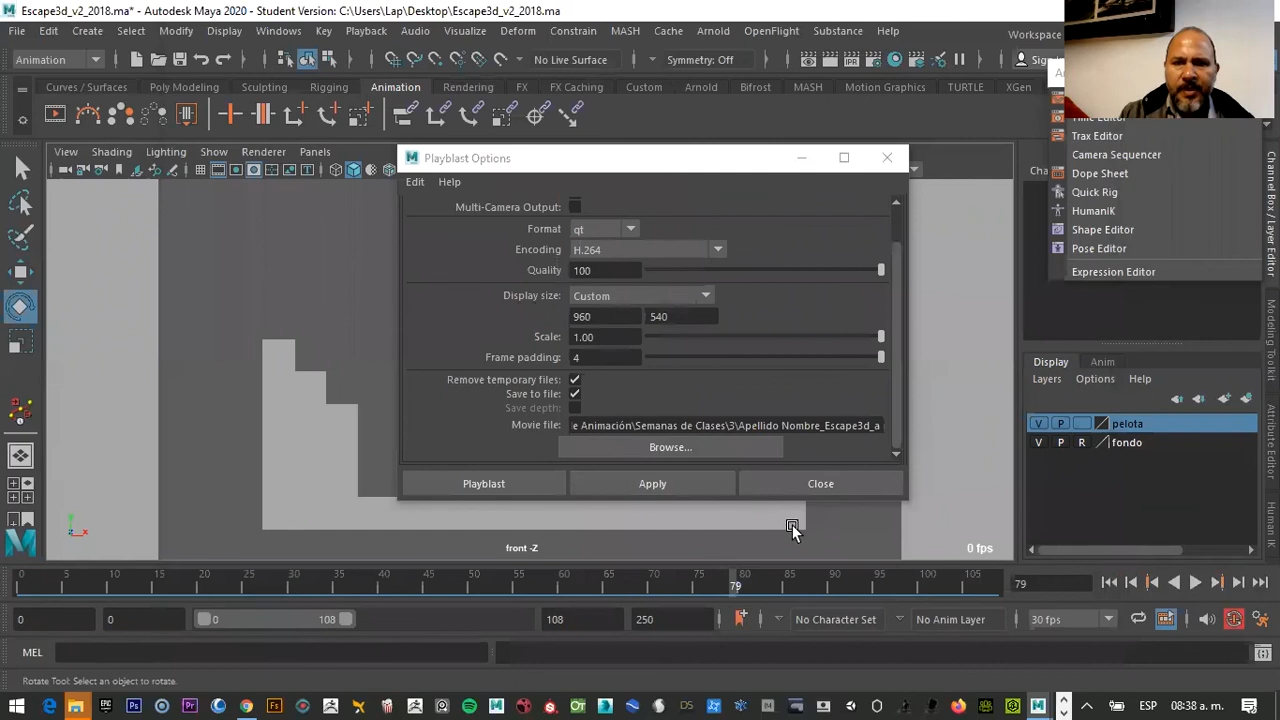 Escape3d_v2_2018.ma* - Autodesk Maya 2020 - Student Version: C:\Users\Lap\Desktop\Escape3d_v2_2018.ma
File Edit Create Select Modify Display Windows Key Playback Audio Visualize Deform Constrain MASH Cache Arnold OpenFlight Substance Help
Workspace
Animation No Live Surface Symmetry: Off
Curves / Surfaces Poly Modeling Sculpting Rigging Animation Rendering FX FX Caching Custom Arnold Bifrost MASH Motion Graphics TURTLE XGen
Trax Editor
Camera Sequencer
Dope Sheet
Quick Rig
HumanIK
Shape Editor
Pose Editor
Expression Editor
View Shading Lighting Show Renderer Panels
Playblast Options
Edit Help
Multi-Camera Output:
Format qt
Encoding H.264
Quality 100
Display size: Custom
960 540
Scale: 1.00
Frame padding: 4
Remove temporary files:
Save to file:
Save depth:
Movie file: e Animación\Semanas de Clases\3\Apellido Nombre_Escape3d_a
Browse...
Playblast Apply Close
Channel Box / Layer Editor
Display Anim
Layers Options Help
V P pelota
V P R fondo
front -Z
0 fps
0 5 10 15 20 25 30 35 40 45 50 55 60 65 70 75 79 85 90 95 100 105
79
0 0 0 108 108 250 No Character Set No Anim Layer 30 fps
MEL
Rotate Tool: Select an object to rotate.
ESP 08:38 a. m.